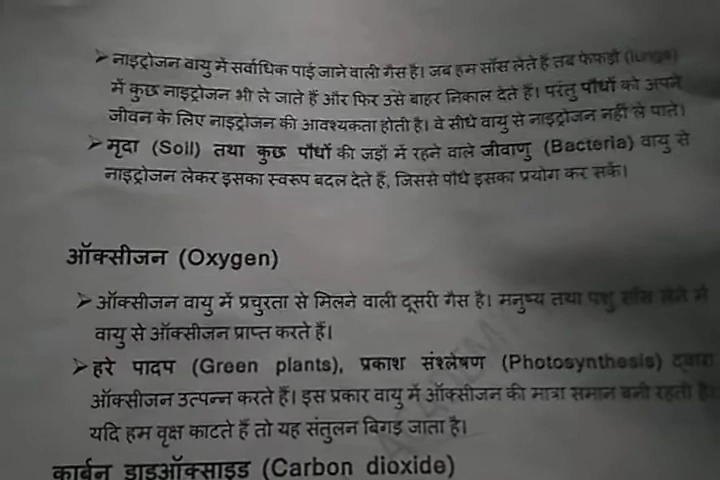 ➤ नाइट्रोजन वायु में सर्वाधिक पाई जाने वाली गैस है। जब हम साँस लेते हैं तब फेफड़ों (lungs)
में कुछ नाइट्रोजन भी ले जाते हैं और फिर उसे बाहर निकाल देते हैं। परंतु पौधों को अपने
जीवन के लिए नाइट्रोजन की आवश्यकता होती है। वे सीधे वायु से नाइट्रोजन नहीं ले पाते।
➤ मृदा (Soil) तथा कुछ पौधों की जड़ों में रहने वाले जीवाणु (Bacteria) वायु से
नाइट्रोजन लेकर इसका स्वरूप बदल देते हैं, जिससे पौधे इसका प्रयोग कर सकें।
ऑक्सीजन (Oxygen)
➤ ऑक्सीजन वायु में प्रचुरता से मिलने वाली दूसरी गैस है। मनुष्य तथा पशु साँस लेने में
वायु से ऑक्सीजन प्राप्त करते हैं।
➤ हरे पादप (Green plants), प्रकाश संश्लेषण (Photosynthesis) द्वारा
ऑक्सीजन उत्पन्न करते हैं। इस प्रकार वायु में ऑक्सीजन की मात्रा समान बनी रहती है।
यदि हम वृक्ष काटते हैं तो यह संतुलन बिगड़ जाता है।
कार्बन डाइऑक्साइड (Carbon dioxide)